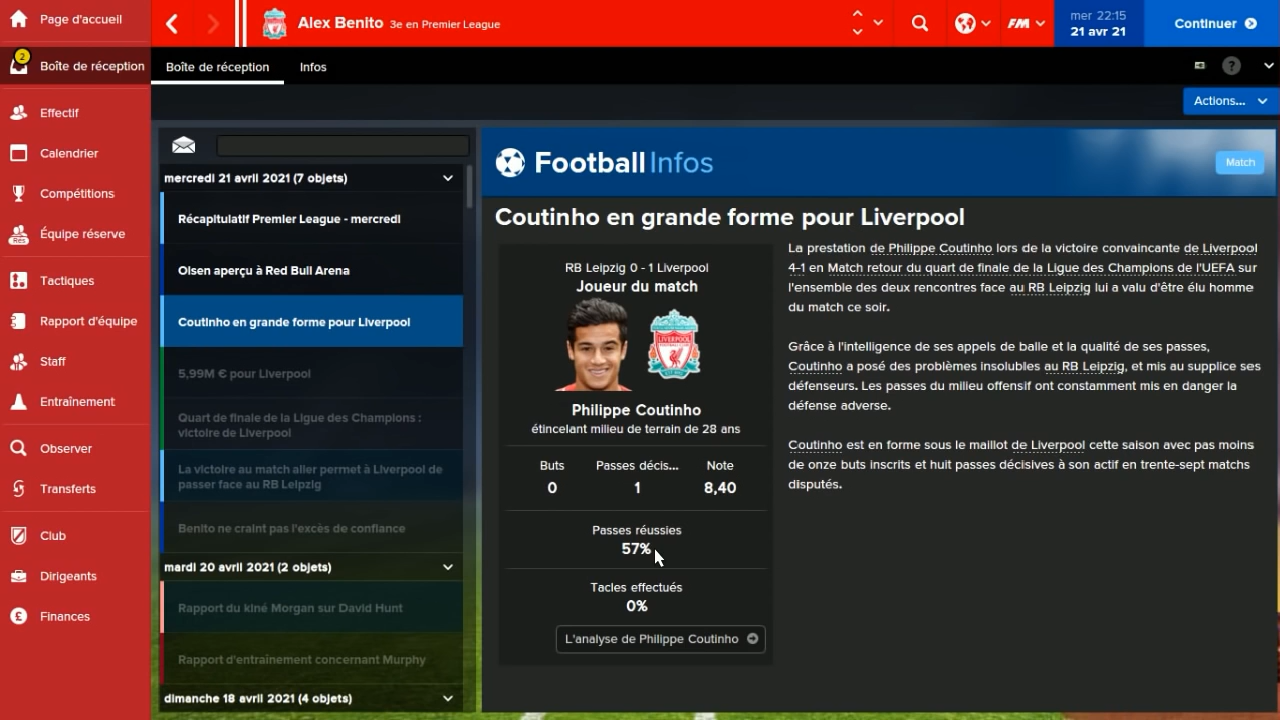 Page d'accueil
Alex Benito 3e en Premier League
FM
mer 22:15
21 avr 21
Continuer
2
Boîte de réception
Boîte de réception
Infos
?
Actions...
Effectif
Calendrier
Compétitions
Rés
Équipe réserve
Tactiques
Rapport d'équipe
Staff
Entraînement
Observer
Transferts
Club
Dirigeants
£
Finances
mercredi 21 avril 2021 (7 objets)
Récapitulatif Premier League - mercredi
Olsen aperçu à Red Bull Arena
Coutinho en grande forme pour Liverpool
5,99M € pour Liverpool
Quart de finale de la Ligue des Champions :
victoire de Liverpool
La victoire au match aller permet à Liverpool de
passer face au RB Leipzig
Benito ne craint pas l'excès de confiance
mardi 20 avril 2021 (2 objets)
Rapport du kiné Morgan sur David Hunt
Rapport d'entraînement concernant Murphy
dimanche 18 avril 2021 (4 objets)
Football Infos
Match
Coutinho en grande forme pour Liverpool
RB Leipzig 0 - 1 Liverpool
Joueur du match
Philippe Coutinho
étincelant milieu de terrain de 28 ans
Buts Passes décis... Note
0 1 8,40
Passes réussies
57%
Tacles effectués
0%
L'analyse de Philippe Coutinho
La prestation de Philippe Coutinho lors de la victoire convaincante de Liverpool
4-1 en Match retour du quart de finale de la Ligue des Champions de l'UEFA sur
l'ensemble des deux rencontres face au RB Leipzig lui a valu d'être élu homme
du match ce soir.
Grâce à l'intelligence de ses appels de balle et la qualité de ses passes,
Coutinho a posé des problèmes insolubles au RB Leipzig, et mis au supplice ses
défenseurs. Les passes du milieu offensif ont constamment mis en danger la
défense adverse.
Coutinho est en forme sous le maillot de Liverpool cette saison avec pas moins
de onze buts inscrits et huit passes décisives à son actif en trente-sept matchs
disputés.